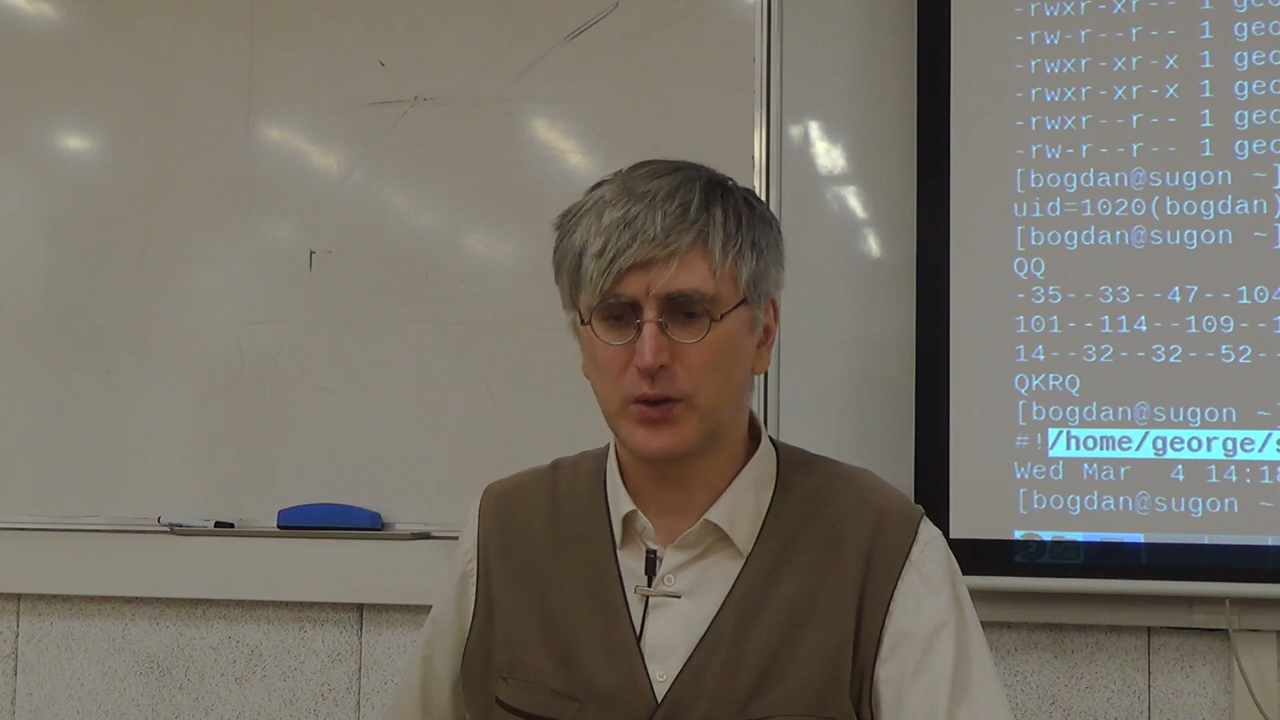 -rwxr-xr-- 1 geo
-rw-r--r-- 1 geo
-rwxr-xr-x 1 geo
-rwxr-xr-x 1 geo
-rwxr--r-- 1 geo
-rw-r--r-- 1 geo
[bogdan@sugon ~]
uid=1020(bogdan)
[bogdan@sugon ~]
QQ
-35--33--47--104
101--114--109--1
14--32--32--52--
QKRQ
[bogdan@sugon ~
#!/home/george/s
Wed Mar  4 14:18
[bogdan@sugon ~